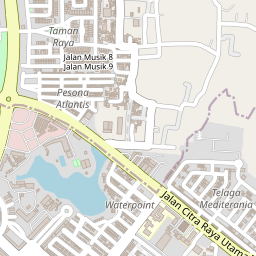 Taman
Raya
Jalan Musik 8
Jalan Musik 9
Pesona
Atlantis
Telaga
Mediterania
Waterpoint
Jalan Citra Raya Utama